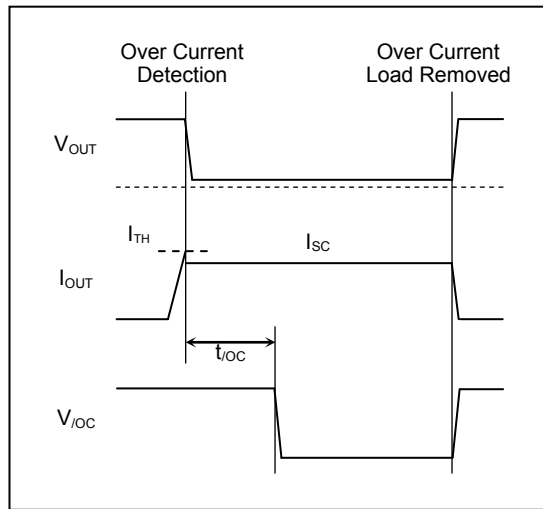 Over Current
Detection
Over Current
Load Removed
VOUT
ITH
ISC
IOUT
t/OC
V/OC